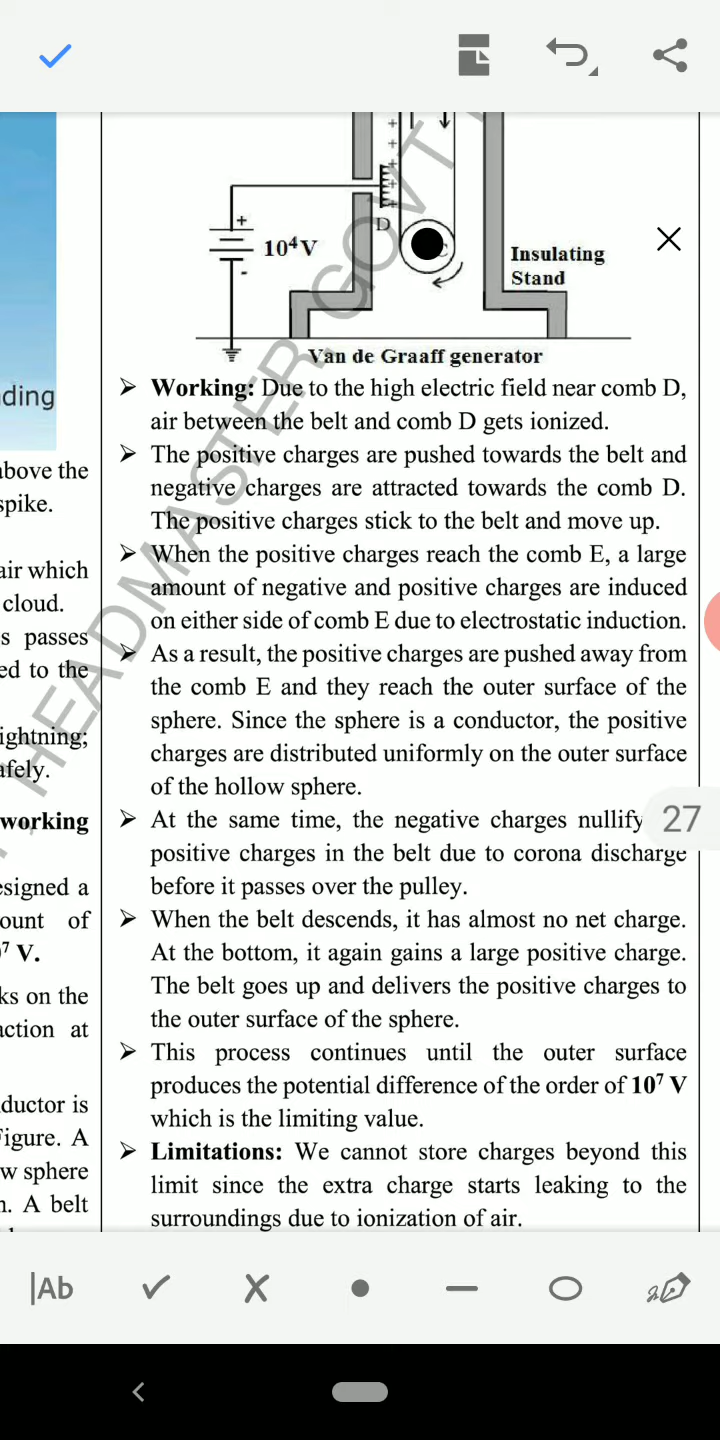 +
+
+
+
+
+
D
10⁴V
-
Insulating
Stand
Van de Graaff generator
HEADMASTER, GOVT
ding
above the
spike.
air which
cloud.
s passes
ed to the
ightning;
afely.
working
esigned a
ount of
⁷ V.
ks on the
action at
ductor is
Figure. A
w sphere
n. A belt
➤ Working: Due to the high electric field near comb D,
air between the belt and comb D gets ionized.
➤ The positive charges are pushed towards the belt and
negative charges are attracted towards the comb D.
The positive charges stick to the belt and move up.
➤ When the positive charges reach the comb E, a large
amount of negative and positive charges are induced
on either side of comb E due to electrostatic induction.
➤ As a result, the positive charges are pushed away from
the comb E and they reach the outer surface of the
sphere. Since the sphere is a conductor, the positive
charges are distributed uniformly on the outer surface
of the hollow sphere.
➤ At the same time, the negative charges nullify
positive charges in the belt due to corona discharge
before it passes over the pulley.
➤ When the belt descends, it has almost no net charge.
At the bottom, it again gains a large positive charge.
The belt goes up and delivers the positive charges to
the outer surface of the sphere.
➤ This process continues until the outer surface
produces the potential difference of the order of 10⁷ V
which is the limiting value.
➤ Limitations: We cannot store charges beyond this
limit since the extra charge starts leaking to the
surroundings due to ionization of air.
27
Ab